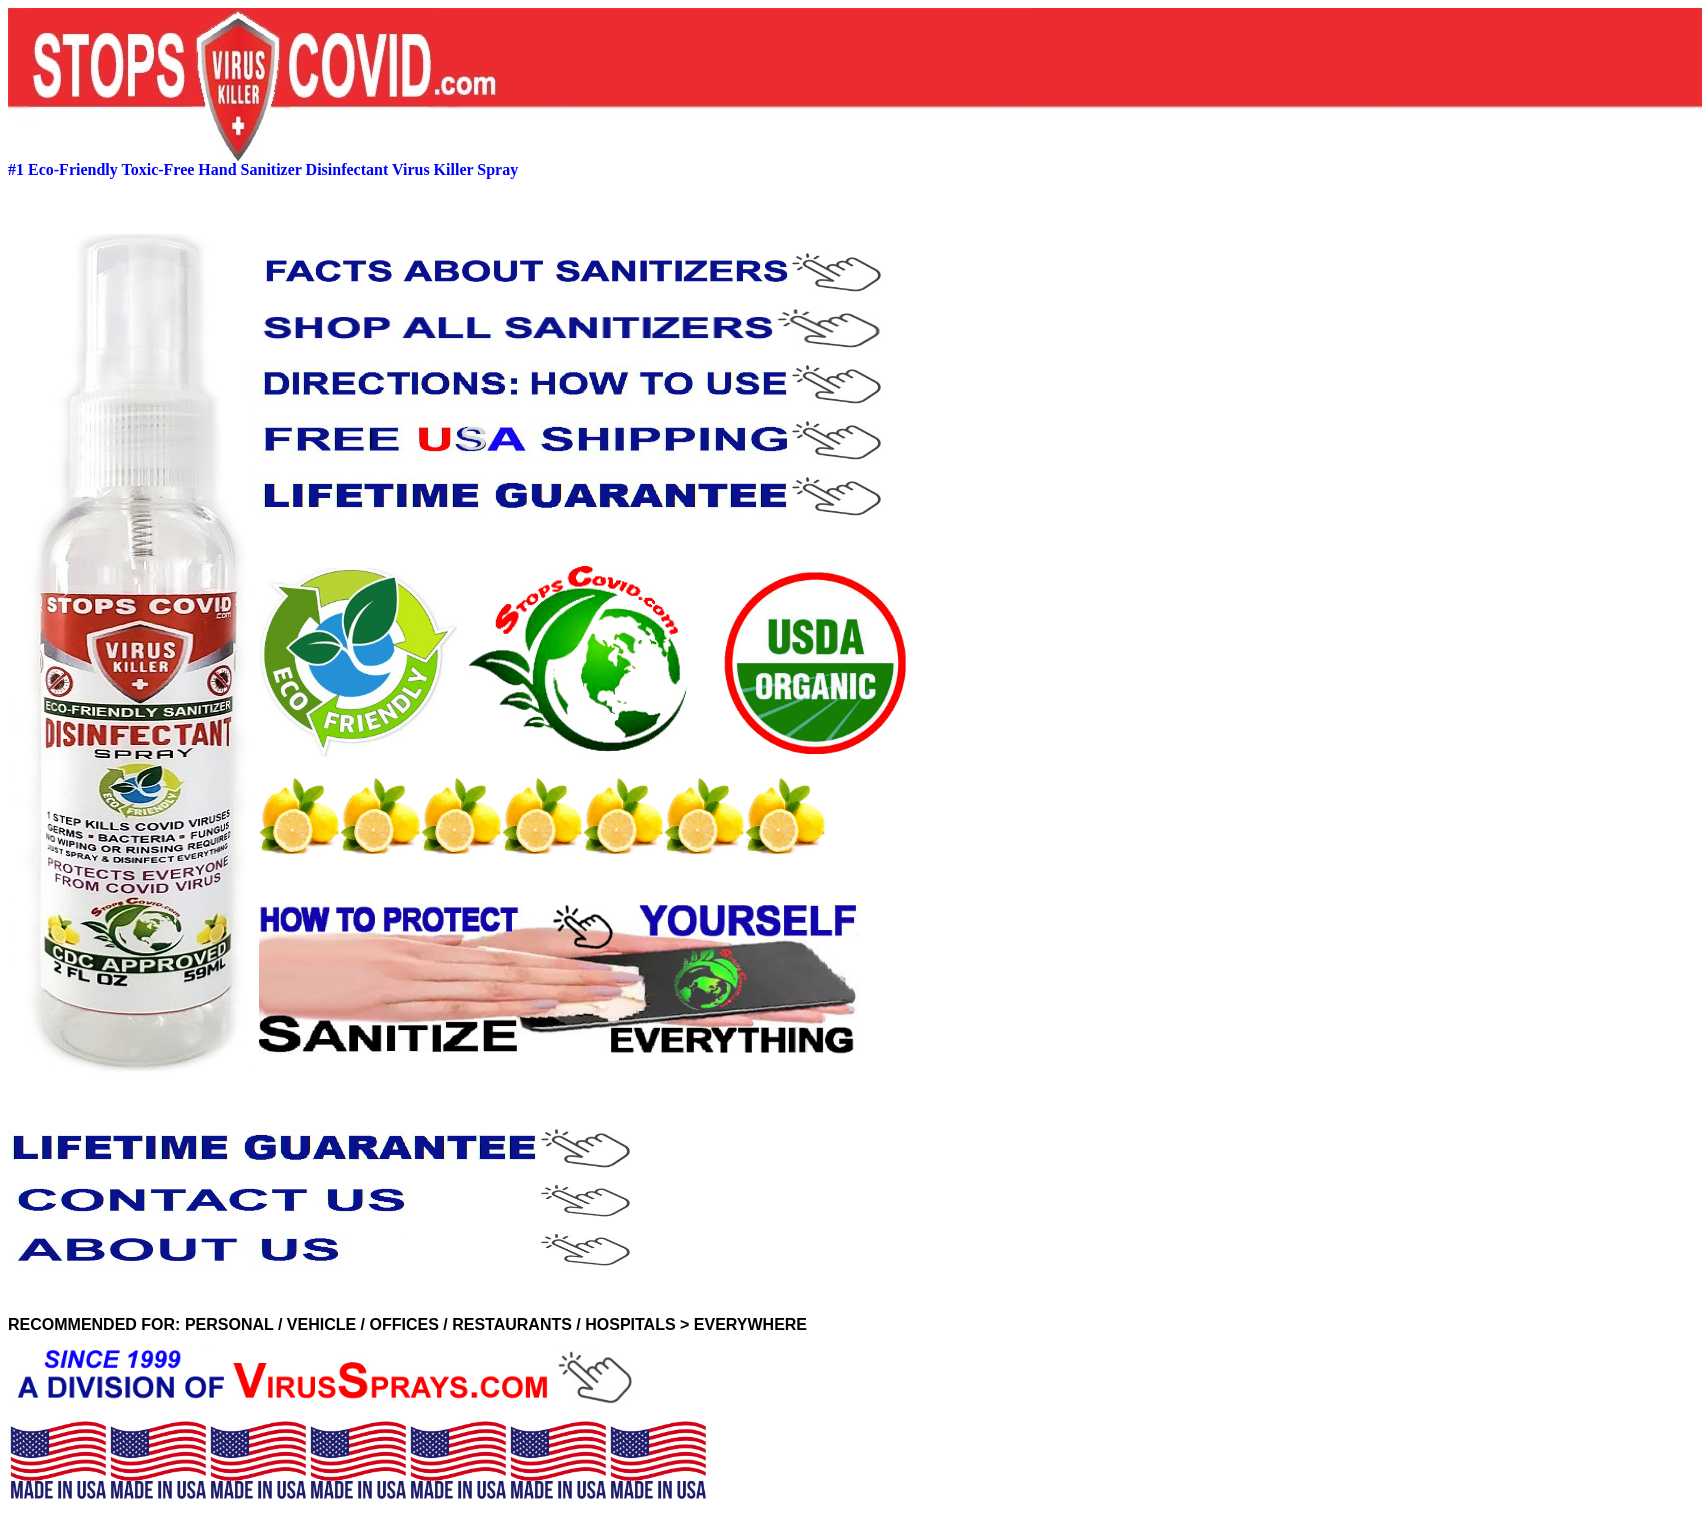 STOPS VIRUS KILLER COVID.com
#1 Eco-Friendly Toxic-Free Hand Sanitizer Disinfectant Virus Killer Spray
FACTS ABOUT SANITIZERS
SHOP ALL SANITIZERS
DIRECTIONS: HOW TO USE
FREE USA SHIPPING
LIFETIME GUARANTEE
STOPS COVID
.com
VIRUS
KILLER
ECO-FRIENDLY SANITIZER
DISINFECTANT
SPRAY
ECO FRIENDLY
1 STEP KILLS COVID VIRUSES
GERMS - BACTERIA - FUNGUS
NO WIPING OR RINSING REQUIRED
JUST SPRAY & DISINFECT EVERYTHING
PROTECTS EVERYONE
FROM COVID VIRUS
STOPS COVID.com
CDC APPROVED
2 FL OZ 59ML
ECO FRIENDLY
STOPS COVID.COM
USDA
ORGANIC
HOW TO PROTECT YOURSELF
SANITIZE EVERYTHING
LIFETIME GUARANTEE
CONTACT US
ABOUT US
RECOMMENDED FOR: PERSONAL / VEHICLE / OFFICES / RESTAURANTS / HOSPITALS > EVERYWHERE
SINCE 1999
A DIVISION OF VIRUSSPRAYS.COM
MADE IN USA MADE IN USA MADE IN USA MADE IN USA MADE IN USA MADE IN USA MADE IN USA